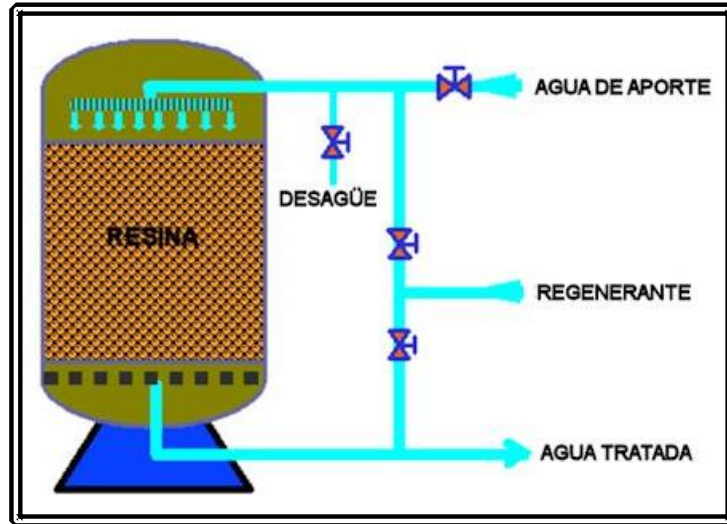 AGUA DE APORTE
DESAGÜE
RESINA
REGENERANTE
AGUA TRATADA